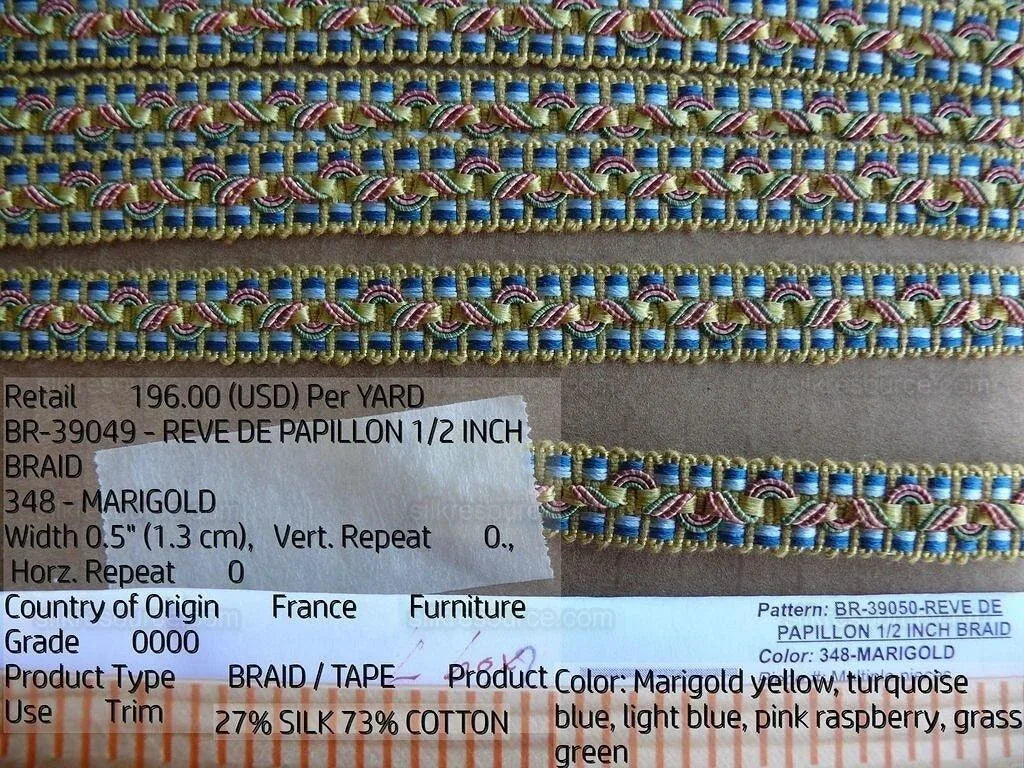 Retail 196.00 (USD) Per YARD
BR-39049 - REVE DE PAPILLON 1/2 INCH
BRAID
348 - MARIGOLD
Width 0.5" (1.3 cm), Vert. Repeat 0.,
Horz. Repeat 0
Country of Origin France Furniture
Grade 0000
Product Type BRAID / TAPE Product
Use Trim 27% SILK 73% COTTON
Pattern: BR-39050-REVE DE
PAPILLON 1/2 INCH BRAID
Color: 348-MARIGOLD
Color: Marigold yellow, turquoise
blue, light blue, pink raspberry, grass
green
silkresource.com